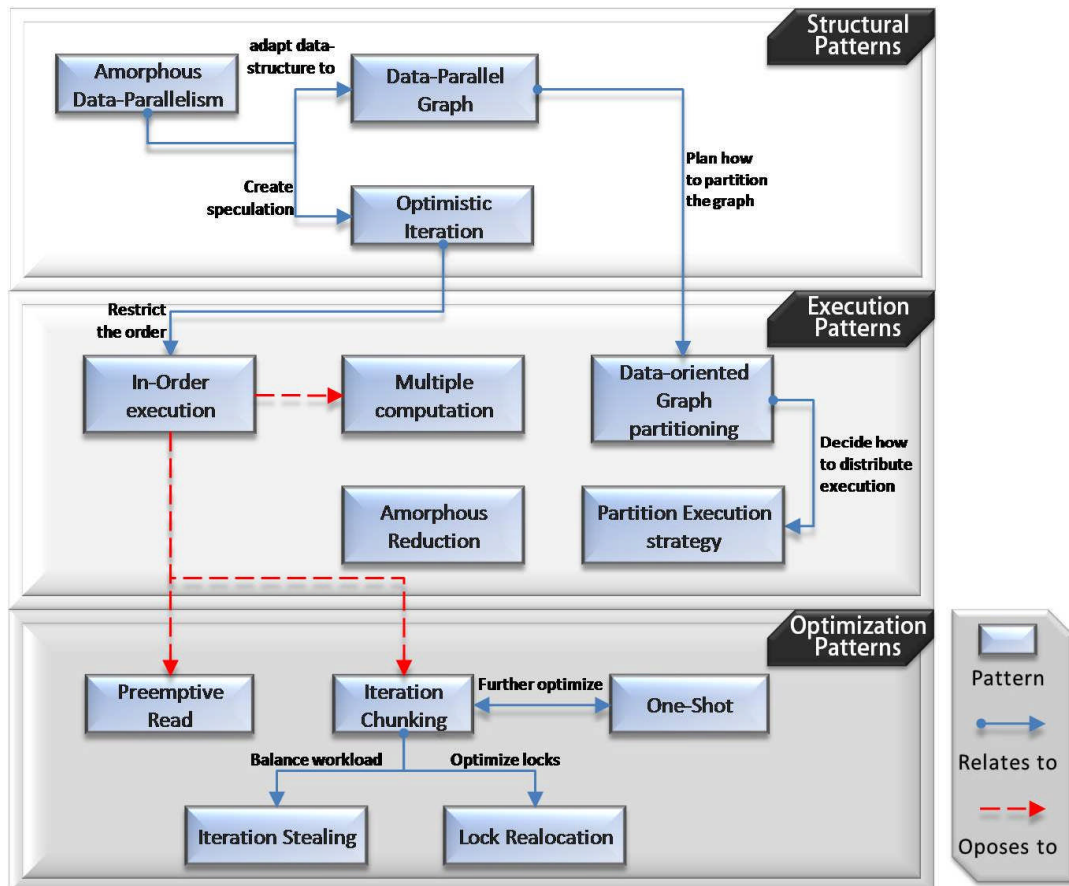 Structural
Patterns
Amorphous
Data-Parallelism
adapt data-
structure to
Data-Parallel
Graph
Create
speculation
Optimistic
Iteration
Plan how
to partition
the graph
Execution
Patterns
Restrict
the order
In-Order
execution
Multiple
computation
Data-oriented
Graph
partitioning
Decide how
to distribute
execution
Amorphous
Reduction
Partition Execution
strategy
Optimization
Patterns
Preemptive
Read
Iteration
Chunking
Further optimize
One-Shot
Balance workload
Optimize locks
Iteration Stealing
Lock Realocation
Pattern
Relates to
Oposes to